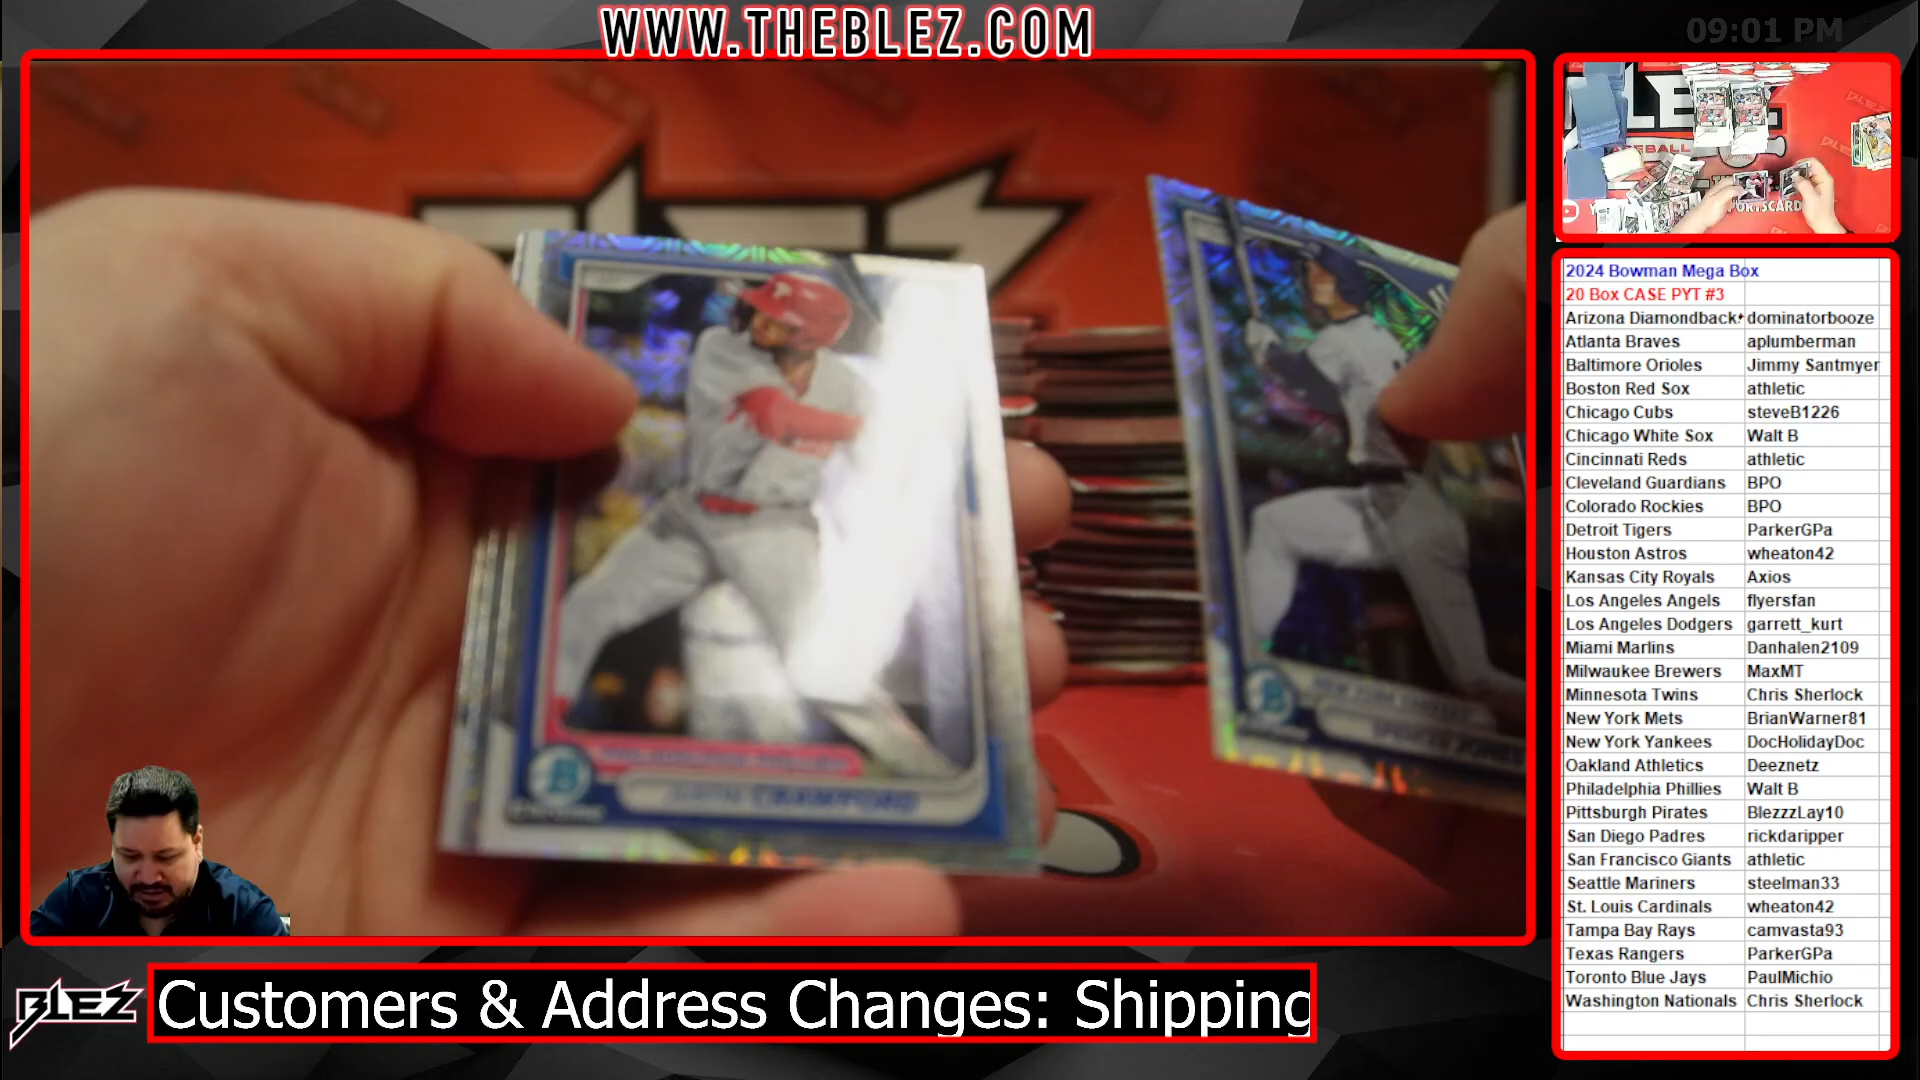 WWW.THEBLEZ.COM
09:01 PM
2024 Bowman Mega Box
20 Box CASE PYT #3
Arizona Diamondback dominatorbooze
Atlanta Braves aplumberman
Baltimore Orioles Jimmy Santmyer
Boston Red Sox athletic
Chicago Cubs steveB1226
Chicago White Sox Walt B
Cincinnati Reds athletic
Cleveland Guardians BPO
Colorado Rockies BPO
Detroit Tigers ParkerGPa
Houston Astros wheaton42
Kansas City Royals Axios
Los Angeles Angels flyersfan
Los Angeles Dodgers garrett_kurt
Miami Marlins Danhalen2109
Milwaukee Brewers MaxMT
Minnesota Twins Chris Sherlock
New York Mets BrianWarner81
New York Yankees DocHolidayDoc
Oakland Athletics Deeznetz
Philadelphia Phillies Walt B
Pittsburgh Pirates BlezzzLay10
San Diego Padres rickdaripper
San Francisco Giants athletic
Seattle Mariners steelman33
St. Louis Cardinals wheaton42
Tampa Bay Rays camvasta93
Texas Rangers ParkerGPa
Toronto Blue Jays PaulMichio
Washington Nationals Chris Sherlock
CRAWFORD
BLEZ
Customers & Address Changes: Shipping